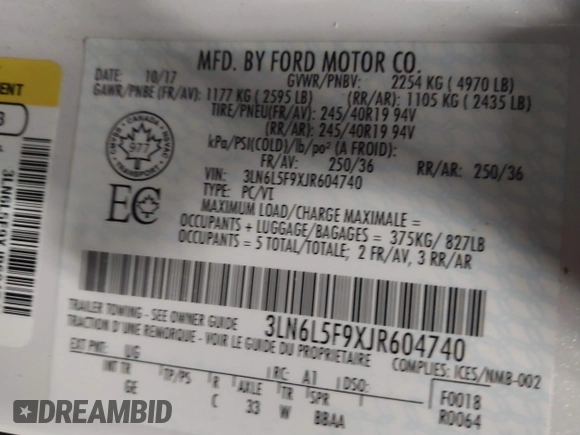 MFD. BY FORD MOTOR CO.
DATE: 10/17
GVWR/PNBV: 2254 KG ( 4970 LB)
GAWR/PNBE (FR/AV): 1177 KG ( 2595 LB)
(RR/AR): 1105 KG ( 2435 LB)
TIRE/PNEU(FR/AV): 245/40R19 94V
(RR/AR): 245/40R19 94V
kPa/PSI(COLD)/lb/po² (A FROID):
FR/AV: 250/36
RR/AR: 250/36
VIN: 3LN6L5F9XJR604740
TYPE: PC/VT
CANADA
TRANSPORT
977
EC
MAXIMUM LOAD/CHARGE MAXIMALE =
OCCUPANTS + LUGGAGE/BAGAGES = 375KG/ 827LB
OCCUPANTS = 5 TOTAL/TOTALE; 2 FR/AV, 3 RR/AR
3LN6L5F9XJR604740
TRAILER TOWING - SEE OWNER GUIDE
TRACTION D'UNE REMORQUE - VOIR LE GUIDE DU PROPRIETAIRE
COMPLIES: ICES/NMB-002
EXT PNT: UG
RC: A1
DSO:
F0018
R0064
INT TR
TP/PS
R
AXLE
TR
SPR
GE
C
33
W
BBAA
DREAMBID